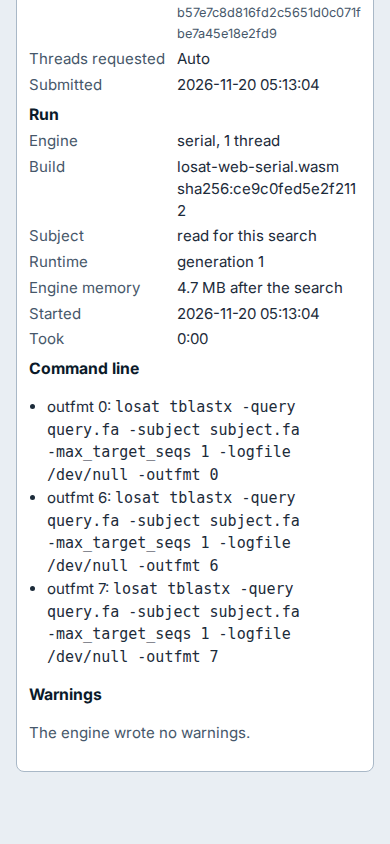 b57e7c8d816fd2c5651d0c071f
be7a45e18e2fd9
Threads requested Auto
Submitted 2026-11-20 05:13:04
Run
Engine serial, 1 thread
Build losat-web-serial.wasm
sha256:ce9c0fed5e2f211
2
Subject read for this search
Runtime generation 1
Engine memory 4.7 MB after the search
Started 2026-11-20 05:13:04
Took 0:00
Command line
• outfmt 0: losat tblastx -query
query.fa -subject subject.fa
-max_target_seqs 1 -logfile
/dev/null -outfmt 0
• outfmt 6: losat tblastx -query
query.fa -subject subject.fa
-max_target_seqs 1 -logfile
/dev/null -outfmt 6
• outfmt 7: losat tblastx -query
query.fa -subject subject.fa
-max_target_seqs 1 -logfile
/dev/null -outfmt 7
Warnings
The engine wrote no warnings.